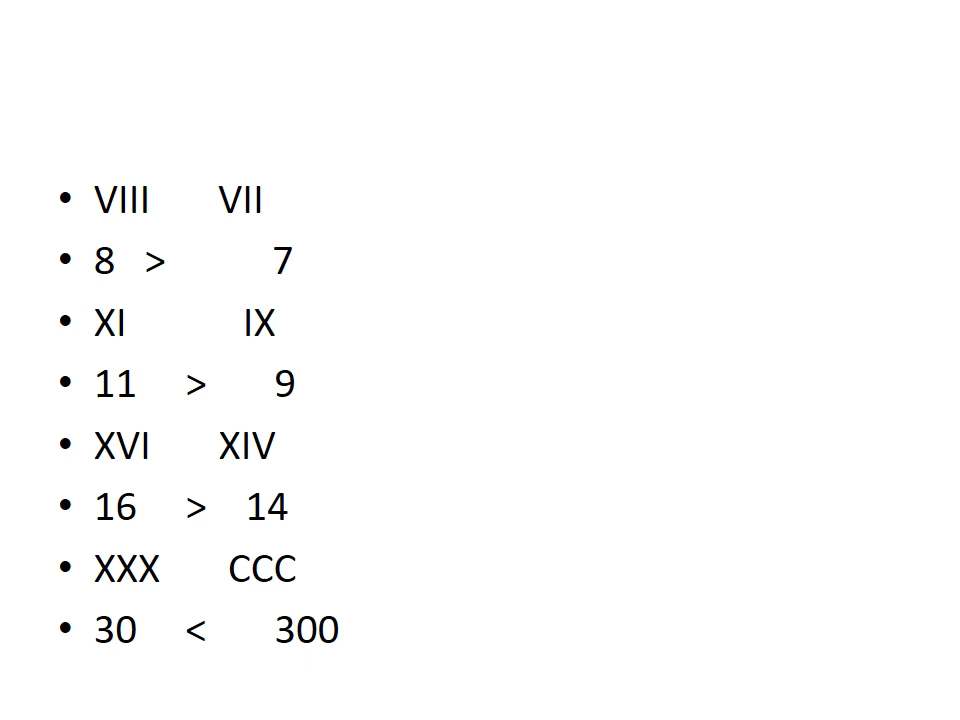 • VIII VII
• 8 > 7
• XI IX
• 11 > 9
• XVI XIV
• 16 > 14
• XXX CCC
• 30 < 300